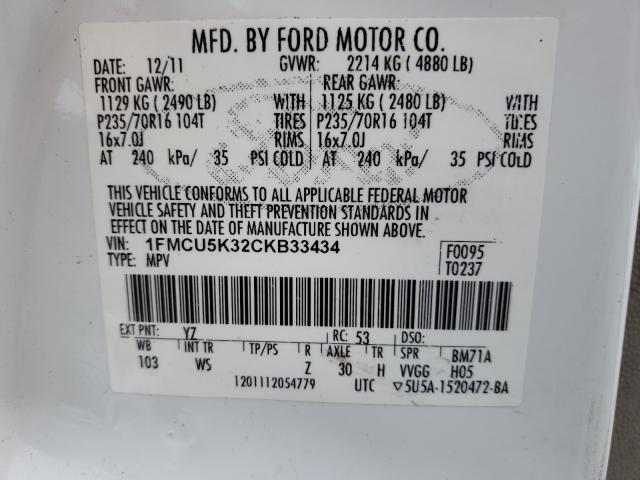 MFD. BY FORD MOTOR CO.
DATE: 12/11 GVWR: 2214 KG ( 4880 LB)
FRONT GAWR: REAR GAWR:
1129 KG ( 2490 LB) WITH 1125 KG ( 2480 LB) WITH
P235/70R16 104T TIRES P235/70R16 104T TIRES
16x7.0J RIMS 16x7.0J RIMS
AT 240 kPa/ 35 PSI COLD AT 240 kPa/ 35 PSI COLD
THIS VEHICLE CONFORMS TO ALL APPLICABLE FEDERAL MOTOR
VEHICLE SAFETY AND THEFT PREVENTION STANDARDS IN
EFFECT ON THE DATE OF MANUFACTURE SHOWN ABOVE.
VIN: 1FMCU5K32CKB33434 F0095
TYPE: MPV T0237
EXT PNT: YZ RC: 53 DSO:
WB INT TR TP/PS R AXLE TR SPR BM71A
103 WS Z 30 H VVGG H05
1201112054779 UTC ▽5U5A-1520472-BA